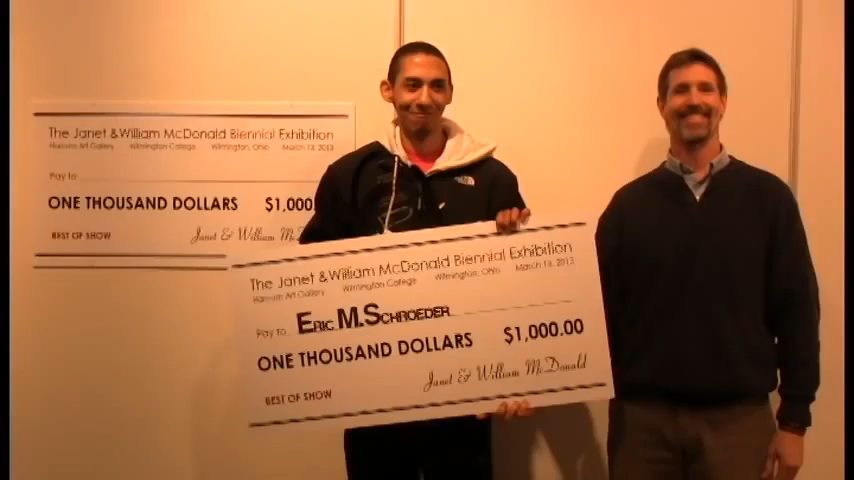 The Janet & William McDonald Biennial Exhibition
Harcum Art Gallery Wilmington College Wilmington, Ohio March 13, 2013
Pay to
ONE THOUSAND DOLLARS $1,000
BEST OF SHOW Janet & William Mc
The Janet & William McDonald Biennial Exhibition
Harcum Art Gallery Wilmington College Wilmington, Ohio March 13, 2013
Pay to Eric M. Schroeder
ONE THOUSAND DOLLARS $1,000.00
BEST OF SHOW Janet & William McDonald